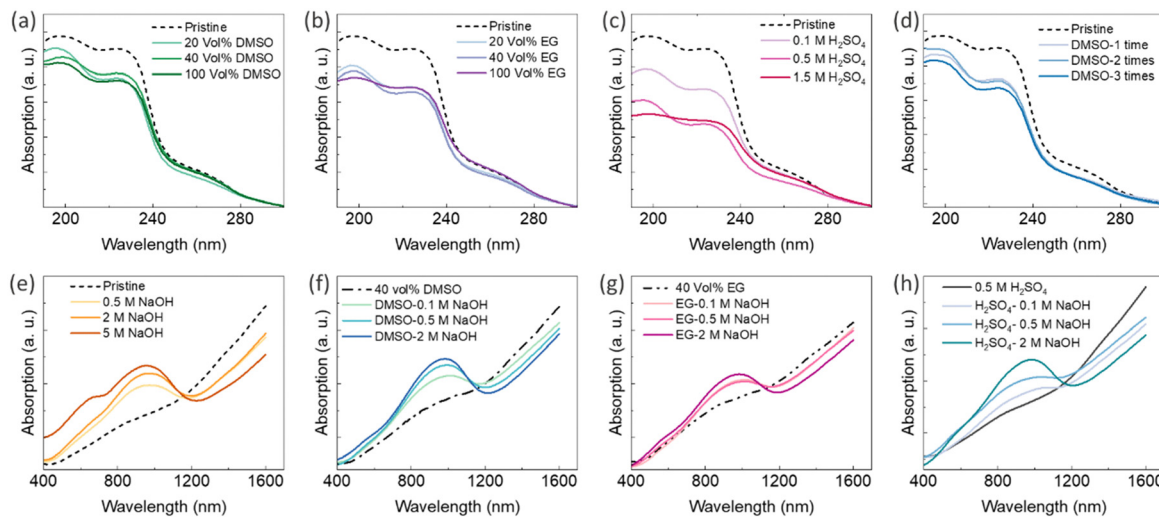 (a)
Pristine
20 Vol% DMSO
40 Vol% DMSO
100 Vol% DMSO
Absorption (a. u.)
200 240 280
Wavelength (nm)
(b)
Pristine
20 Vol% EG
40 Vol% EG
100 Vol% EG
Absorption (a. u.)
200 240 280
Wavelength (nm)
(c)
Pristine
0.1 M H₂SO₄
0.5 M H₂SO₄
1.5 M H₂SO₄
Absorption (a. u.)
200 240 280
Wavelength (nm)
(d)
Pristine
DMSO-1 time
DMSO-2 times
DMSO-3 times
Absorption (a. u.)
200 240 280
Wavelength (nm)
(e)
Pristine
0.5 M NaOH
2 M NaOH
5 M NaOH
Absorption (a. u.)
400 800 1200 1600
Wavelength (nm)
(f)
40 vol% DMSO
DMSO-0.1 M NaOH
DMSO-0.5 M NaOH
DMSO-2 M NaOH
Absorption (a. u.)
400 800 1200 1600
Wavelength (nm)
(g)
40 Vol% EG
EG-0.1 M NaOH
EG-0.5 M NaOH
EG-2 M NaOH
Absorption (a. u.)
400 800 1200 1600
Wavelength (nm)
(h)
0.5 M H₂SO₄
H₂SO₄- 0.1 M NaOH
H₂SO₄- 0.5 M NaOH
H₂SO₄- 2 M NaOH
Absorption (a. u.)
400 800 1200 1600
Wavelength (nm)